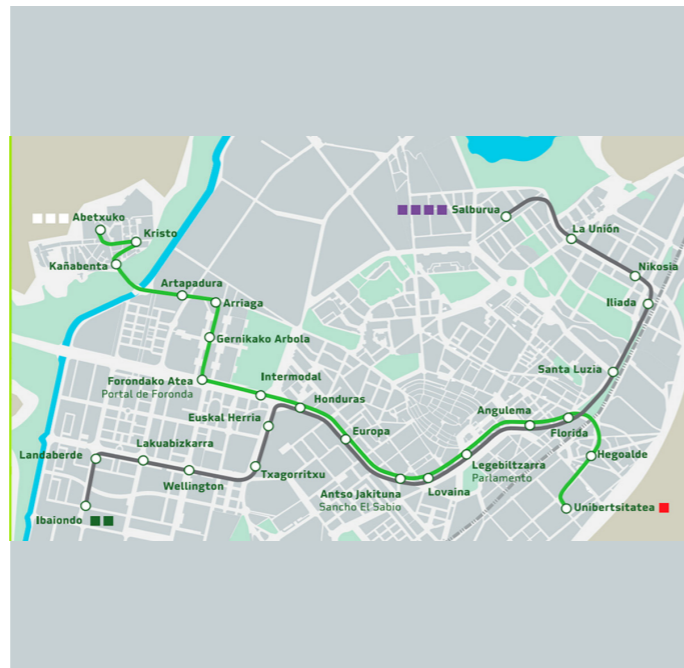 Abetxuko
Kristo
Kañabenta
Salburua
La Unión
Nikosia
Iliada
Artapadura
Arriaga
Gernikako Arbola
Forondako Atea
Portal de Foronda
Intermodal
Honduras
Euskal Herria
Europa
Santa Luzia
Angulema
Florida
Hegoalde
Landaberde
Lakuabizkarra
Wellington
Txagorritxu
Antso Jakituna
Sancho El Sabio
Lovaina
Legebiltzarra
Parlamento
Ibaiondo
Unibertsitatea